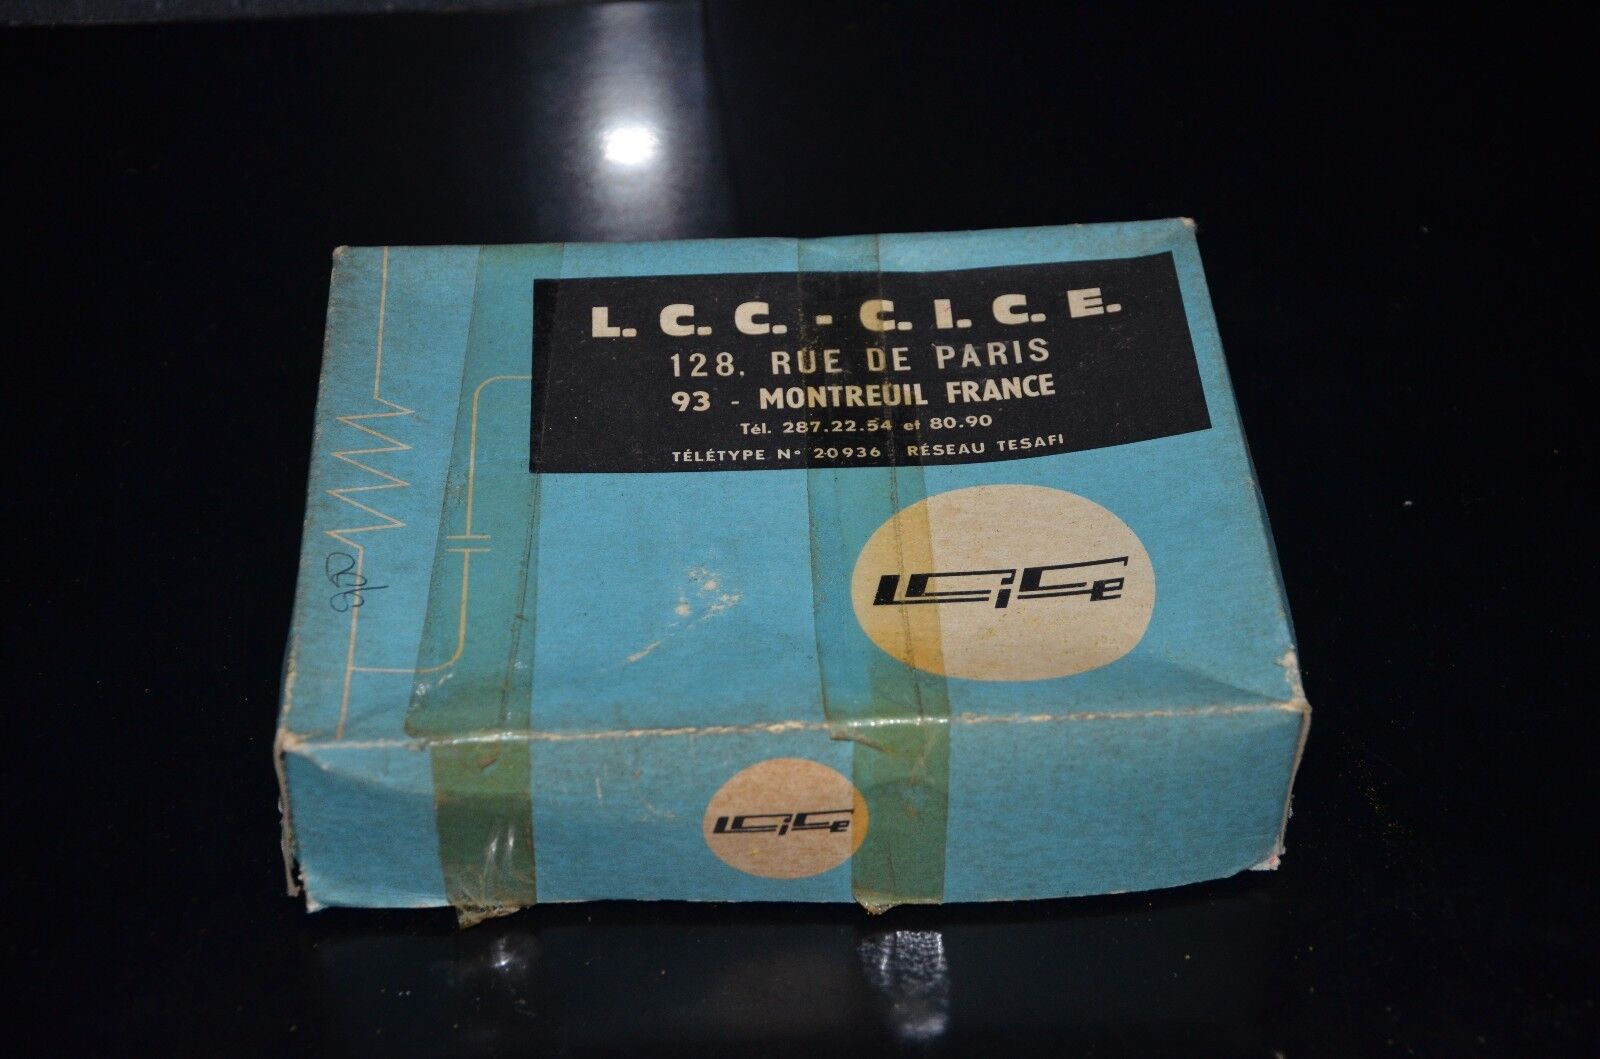 L. C. C. - C. I. C. E.
128, RUE DE PARIS
93 - MONTREUIL FRANCE
Tél. 287.22.54 et 80.90
TÉLÉTYPE N° 20936 RÉSEAU TESAFI
LCiCe
LCiCe